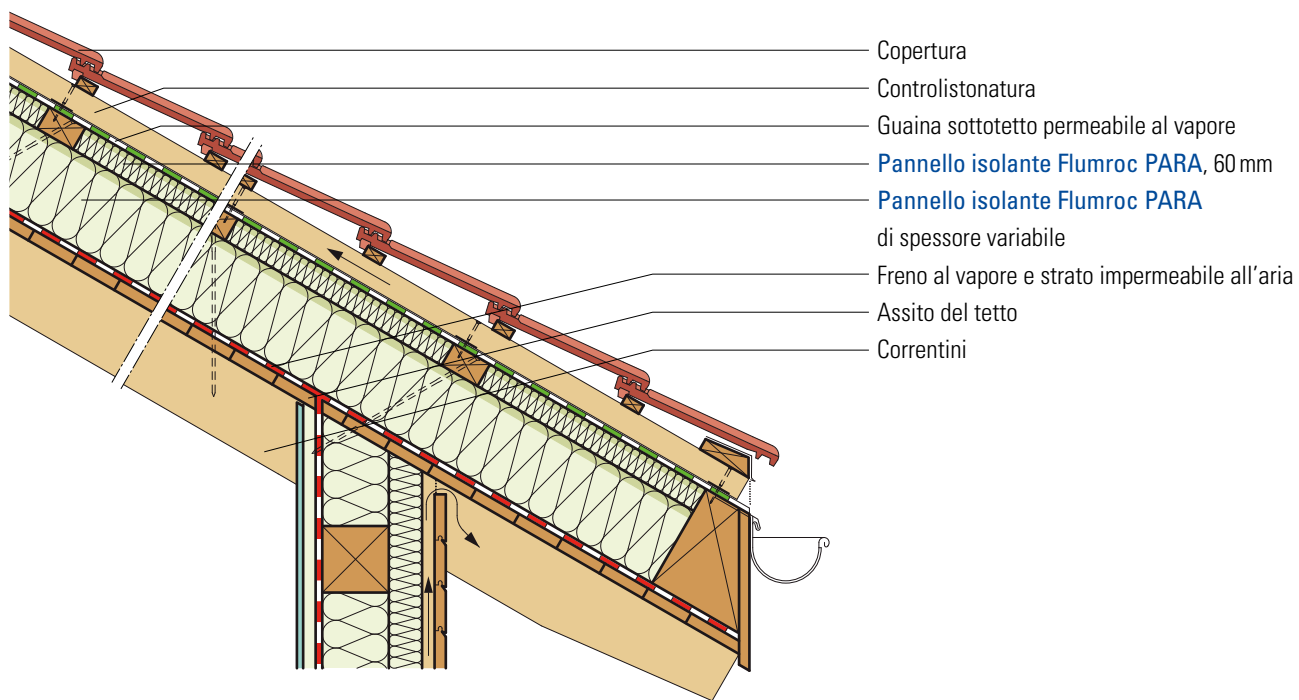 Copertura
Controlistonatura
Guaina sottotetto permeabile al vapore
Pannello isolante Flumroc PARA, 60 mm
Pannello isolante Flumroc PARA
di spessore variabile
Freno al vapore e strato impermeabile all’aria
Assito del tetto
Correntini